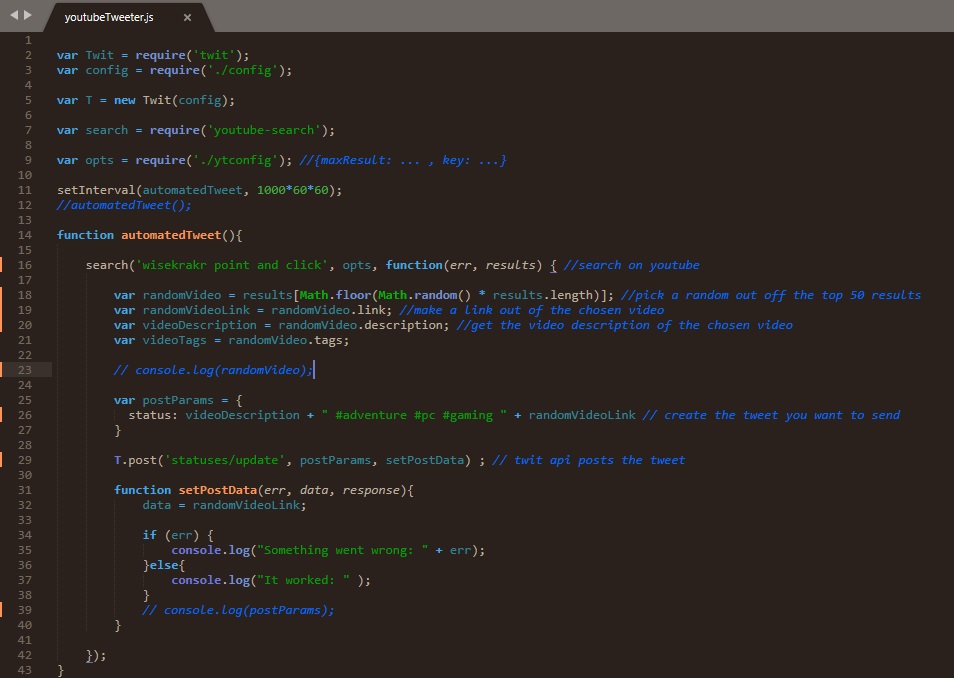 youtubeTweeter.js ×
1
2 var Twit = require('twit');
3 var config = require('./config');
4
5 var T = new Twit(config);
6
7 var search = require('youtube-search');
8
9 var opts = require('./ytconfig'); //{maxResult: ... , key: ...}
10
11 setInterval(automatedTweet, 1000*60*60);
12 //automatedTweet();
13
14 function automatedTweet(){
15
16 search('wisekrakr point and click', opts, function(err, results) { //search on youtube
17
18 var randomVideo = results[Math.floor(Math.random() * results.length)]; //pick a random out off the top 50 results
19 var randomVideoLink = randomVideo.link; //make a link out of the chosen video
20 var videoDescription = randomVideo.description; //get the video description of the chosen video
21 var videoTags = randomVideo.tags;
22
23 // console.log(randomVideo);
24
25 var postParams = {
26 status: videoDescription + " #adventure #pc #gaming " + randomVideoLink // create the tweet you want to send
27 }
28
29 T.post('statuses/update', postParams, setPostData) ; // twit api posts the tweet
30
31 function setPostData(err, data, response){
32 data = randomVideoLink;
33
34 if (err) {
35 console.log("Something went wrong: " + err);
36 }else{
37 console.log("It worked: " );
38 }
39 // console.log(postParams);
40 }
41
42 });
43 }